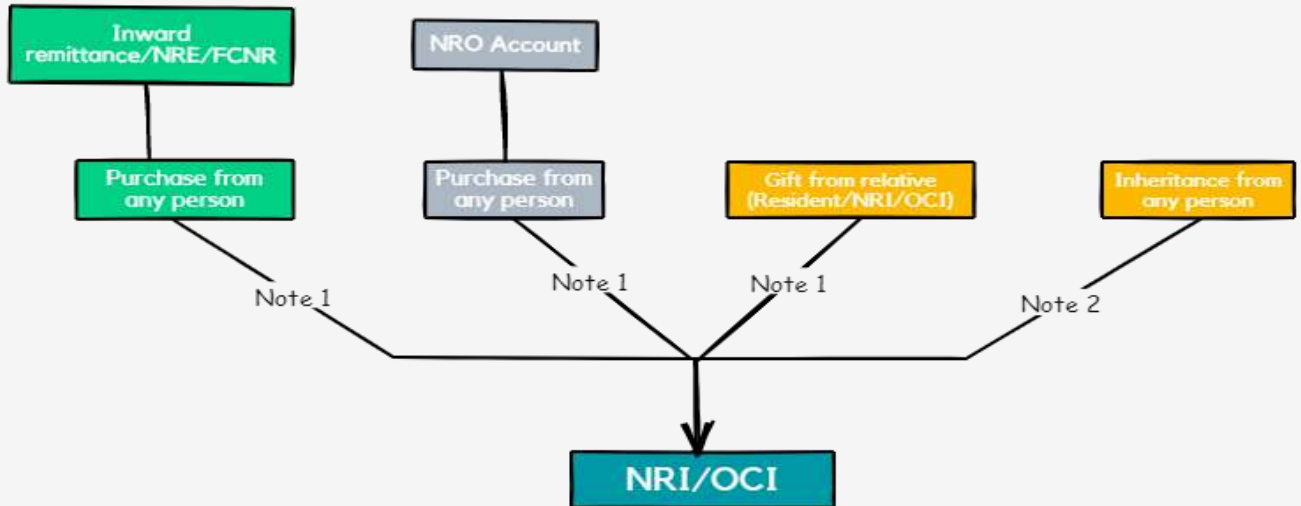 Inward
remittance/NRE/FCNR
NRO Account
Purchase from
any person
Purchase from
any person
Gift from relative
(Resident/NRI/OCI)
Inheritance from
any person
Note 1
Note 1
Note 1
Note 2
NRI/OCI